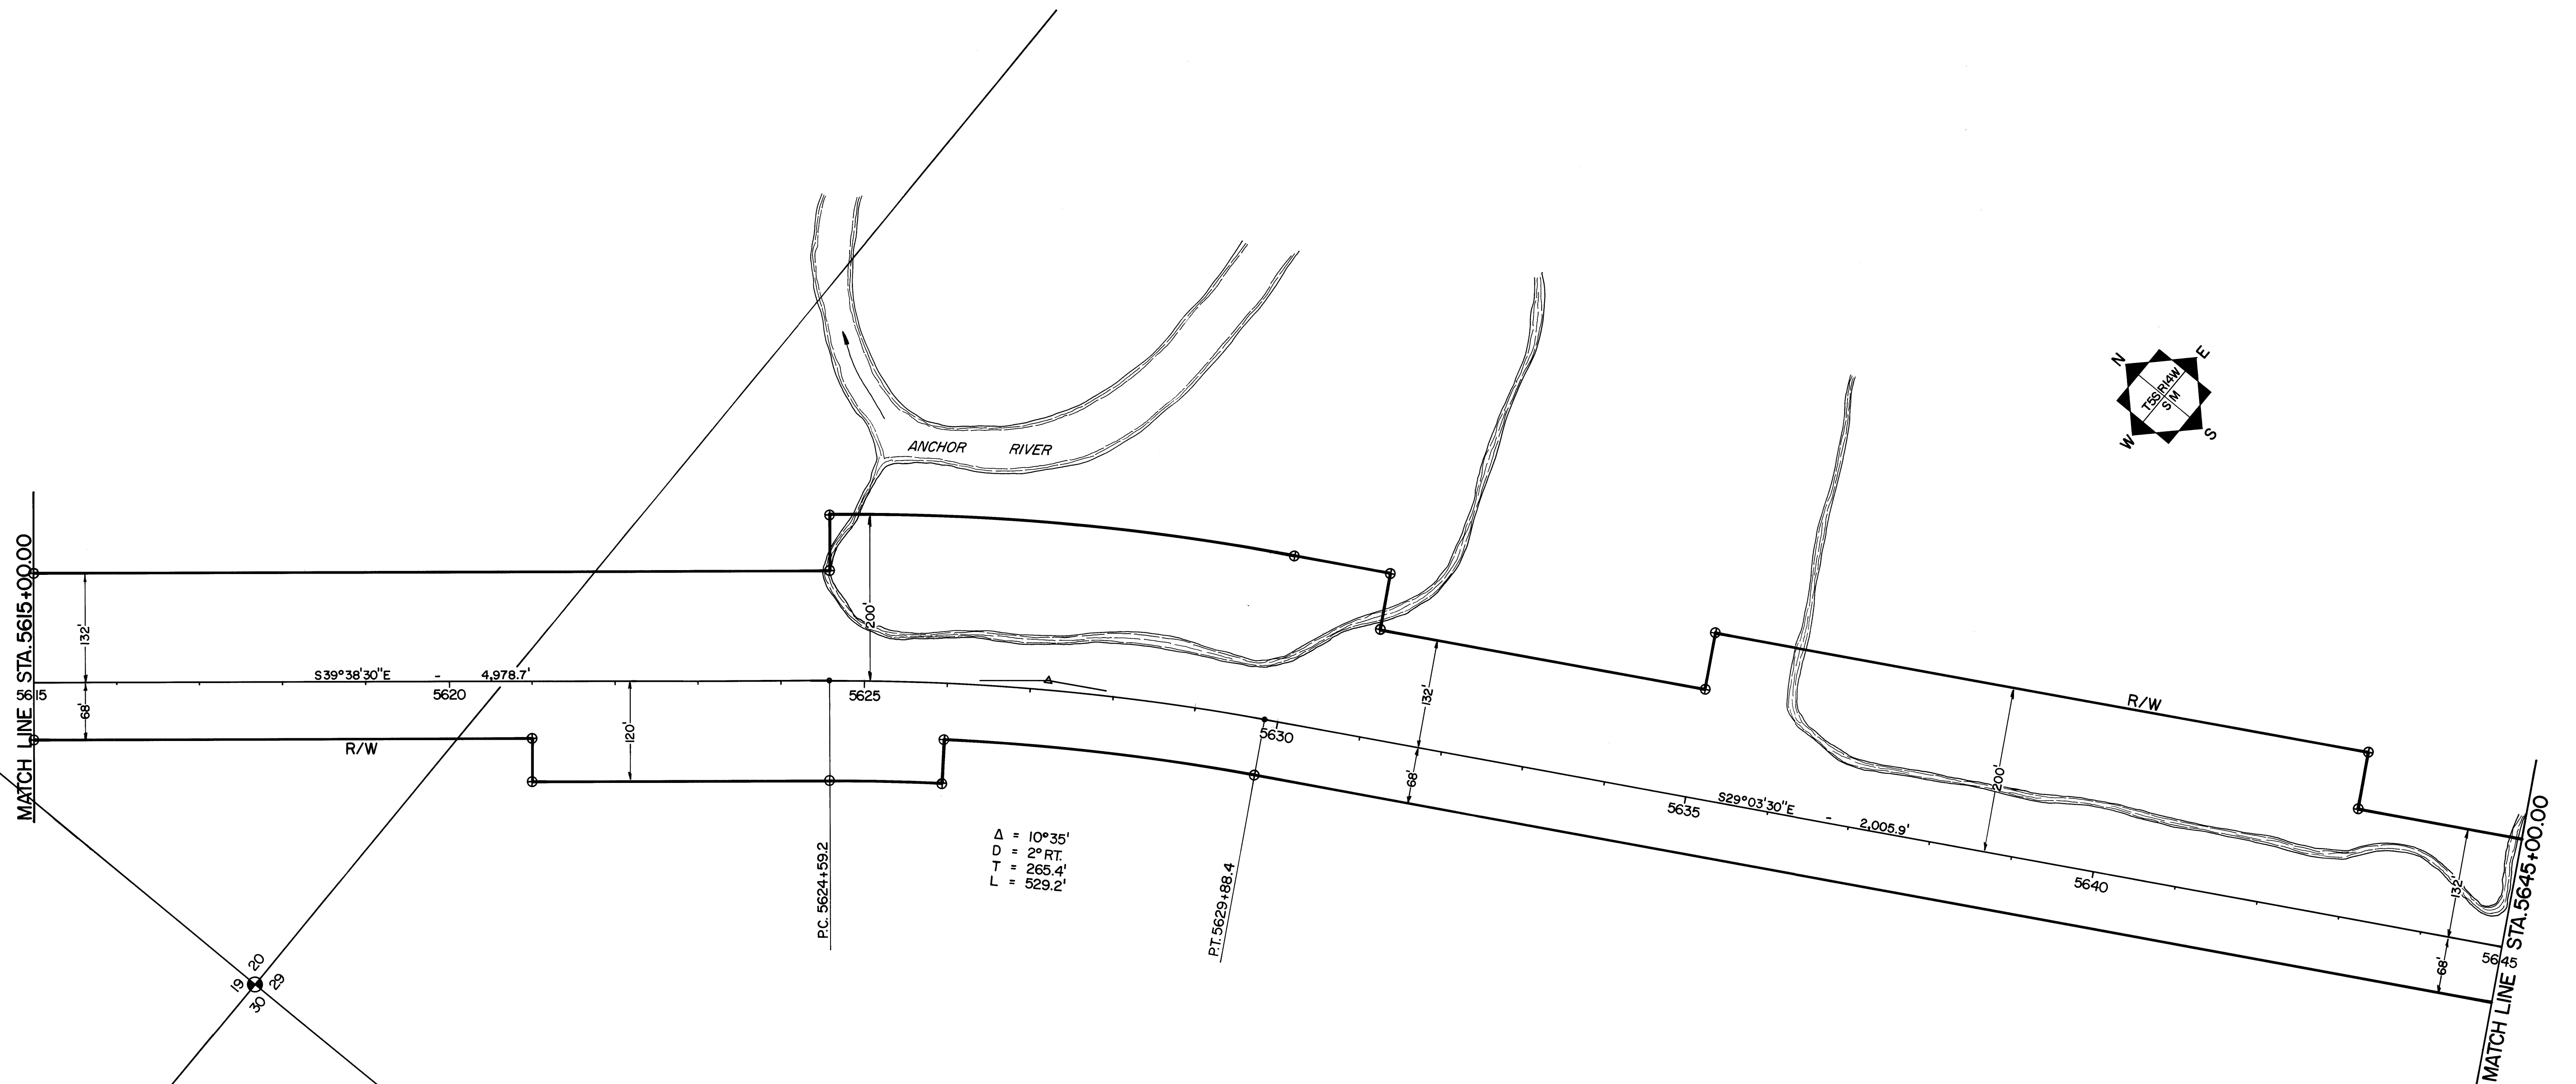 MATCH LINE STA.5615+00.00
132'
68'
5615
S39°38'30"E - 4,978.7'
5620
R/W
120'
ANCHOR RIVER
200'
5625
P.C. 5624+59.2
Δ = 10°35'
D = 2° RT.
T = 265.4'
L = 529.2'
P.T. 5629+88.4
5630
132'
68'
5635
S29°03'30"E - 2,005.9'
R/W
200'
5640
132'
68'
5645
MATCH LINE STA.5645+00.00
N
E
T5S R14W
S M
W
S
20
19
29
30